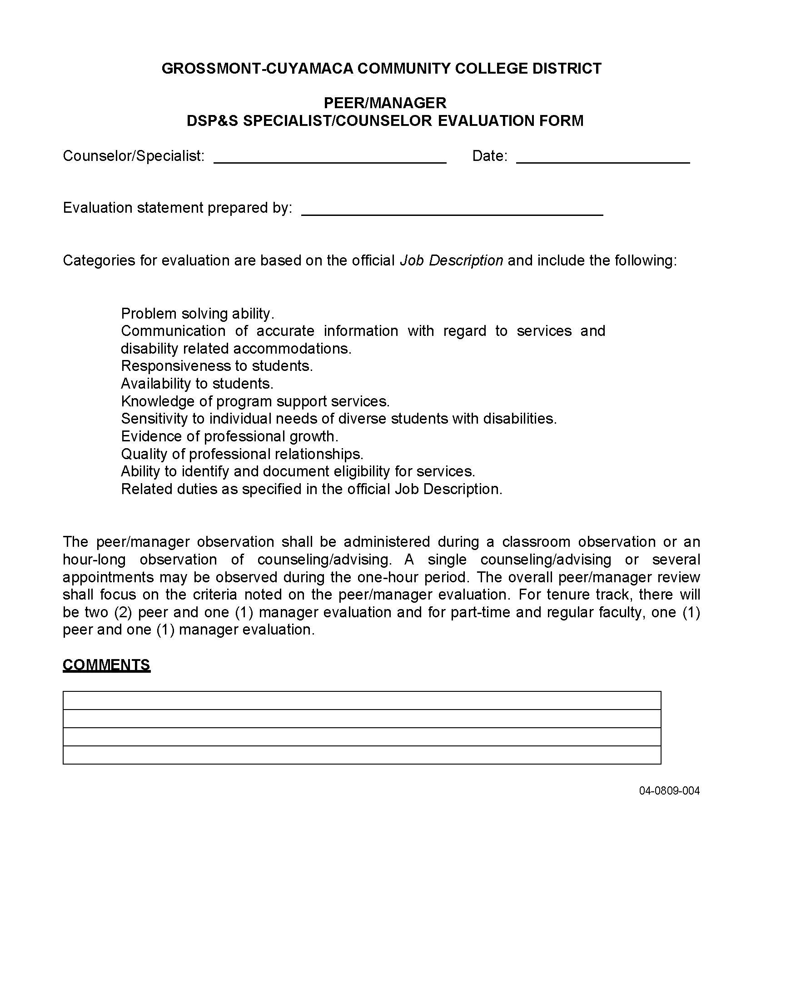 GROSSMONT-CUYAMACA COMMUNITY COLLEGE DISTRICT
PEER/MANAGER
DSP&S SPECIALIST/COUNSELOR EVALUATION FORM
Counselor/Specialist: Date:
Evaluation statement prepared by:
Categories for evaluation are based on the official Job Description and include the following:
Problem solving ability.
Communication of accurate information with regard to services and
disability related accommodations.
Responsiveness to students.
Availability to students.
Knowledge of program support services.
Sensitivity to individual needs of diverse students with disabilities.
Evidence of professional growth.
Quality of professional relationships.
Ability to identify and document eligibility for services.
Related duties as specified in the official Job Description.
The peer/manager observation shall be administered during a classroom observation or an
hour-long observation of counseling/advising. A single counseling/advising or several
appointments may be observed during the one-hour period. The overall peer/manager review
shall focus on the criteria noted on the peer/manager evaluation. For tenure track, there will
be two (2) peer and one (1) manager evaluation and for part-time and regular faculty, one (1)
peer and one (1) manager evaluation.
COMMENTS
04-0809-004